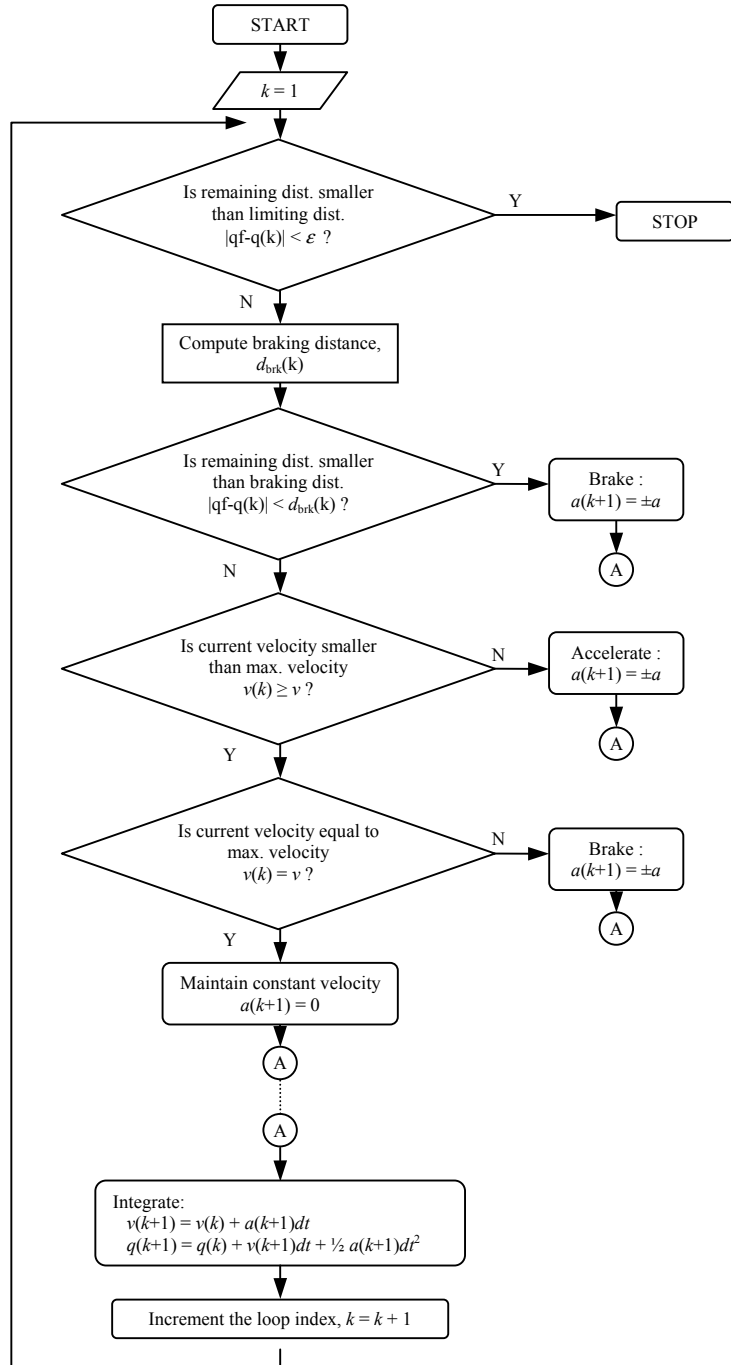 START
k = 1
Is remaining dist. smaller
than limiting dist.
|qf-q(k)| < ε ?
Y
STOP
N
Compute braking distance,
d_brk(k)
Is remaining dist. smaller
than braking dist.
|qf-q(k)| < d_brk(k) ?
Y
Brake :
a(k+1) = ±a
A
N
Is current velocity smaller
than max. velocity
v(k) ≥ v ?
N
Accelerate :
a(k+1) = ±a
A
Y
Is current velocity equal to
max. velocity
v(k) = v ?
N
Brake :
a(k+1) = ±a
A
Y
Maintain constant velocity
a(k+1) = 0
A
A
Integrate:
v(k+1) = v(k) + a(k+1)dt
q(k+1) = q(k) + v(k+1)dt + ½ a(k+1)dt²
Increment the loop index, k = k + 1